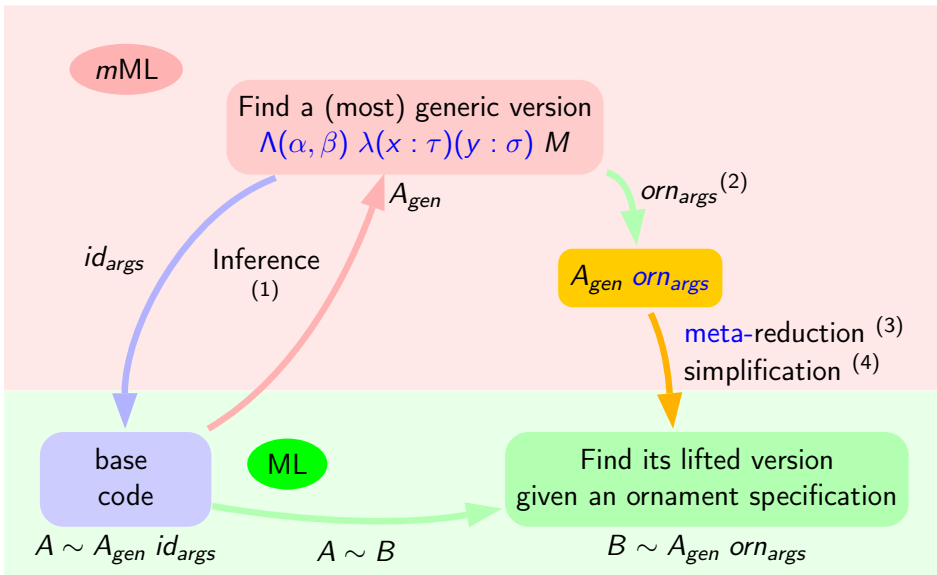 mML
Find a (most) generic version
Λ(α, β) λ(x : τ)(y : σ) M
A_gen
orn_args (2)
id_args
Inference
(1)
A_gen orn_args
meta-reduction (3)
simplification (4)
base
code
ML
Find its lifted version
given an ornament specification
A ∼ A_gen id_args
A ∼ B
B ∼ A_gen orn_args